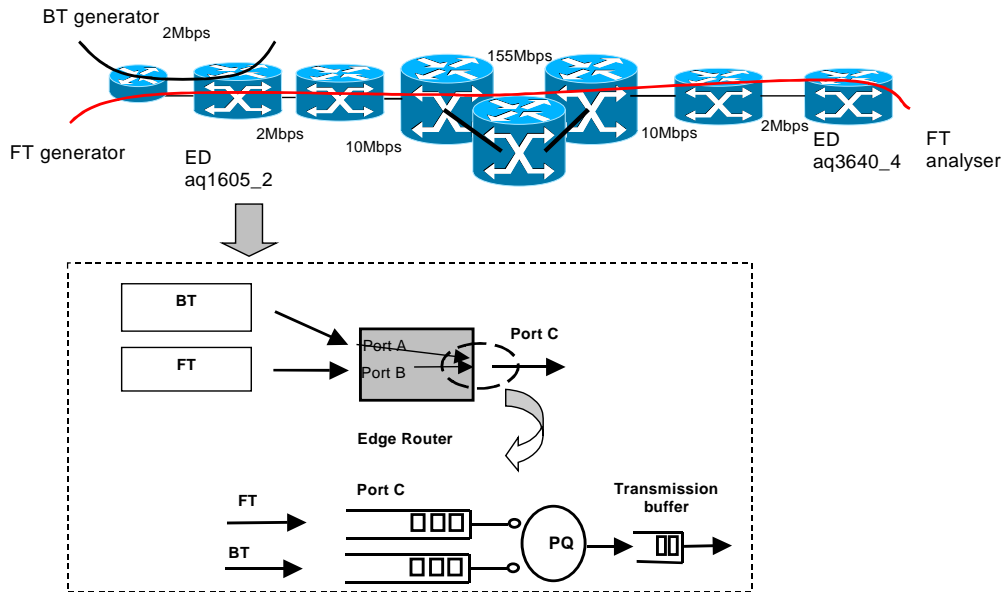 BT generator
2Mbps
155Mbps
FT generator
2Mbps
10Mbps
10Mbps
2Mbps
ED
aq1605_2
ED
aq3640_4
FT
analyser
BT
FT
Port A
Port B
Port C
Edge Router
FT
BT
Port C
PQ
Transmission
buffer